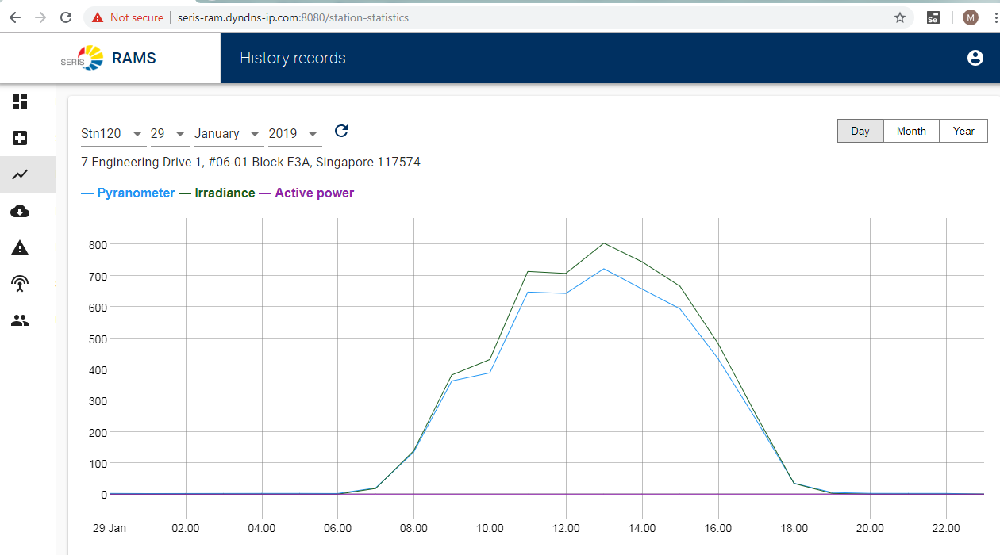 Not secure seris-ram.dyndns-ip.com:8080/station-statistics Se M
SERIS RAMS History records
Stn120 29 January 2019 Day Month Year
7 Engineering Drive 1, #06-01 Block E3A, Singapore 117574
Pyranometer Irradiance Active power
800
700
600
500
400
300
200
100
0
29 Jan 02:00 04:00 06:00 08:00 10:00 12:00 14:00 16:00 18:00 20:00 22:00